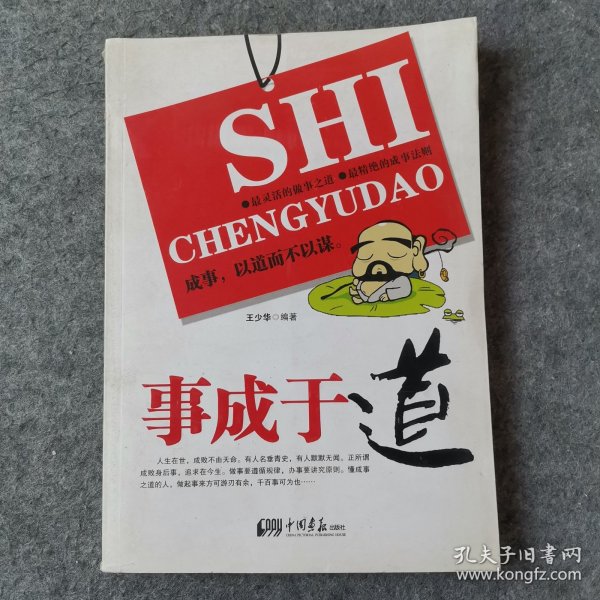 SHI
●最灵活的做事之道 ●最精绝的成事法则
CHENGYUDAO
成事，以道而不以谋。
王少华◎编著
事成于道
人生在世，成败不由天命。有人名垂青史，有人默默无闻。正所谓
成败身后事，追求在今生。做事要遵循规律，办事要讲究原则。懂成事
之道的人，做起事来方可游刃有余，千百事可为也……
CPPH 中国画报出版社
CHINA PICTORIAL PUBLISHING HOUSE
孔夫子旧书网
www.kongfz.com